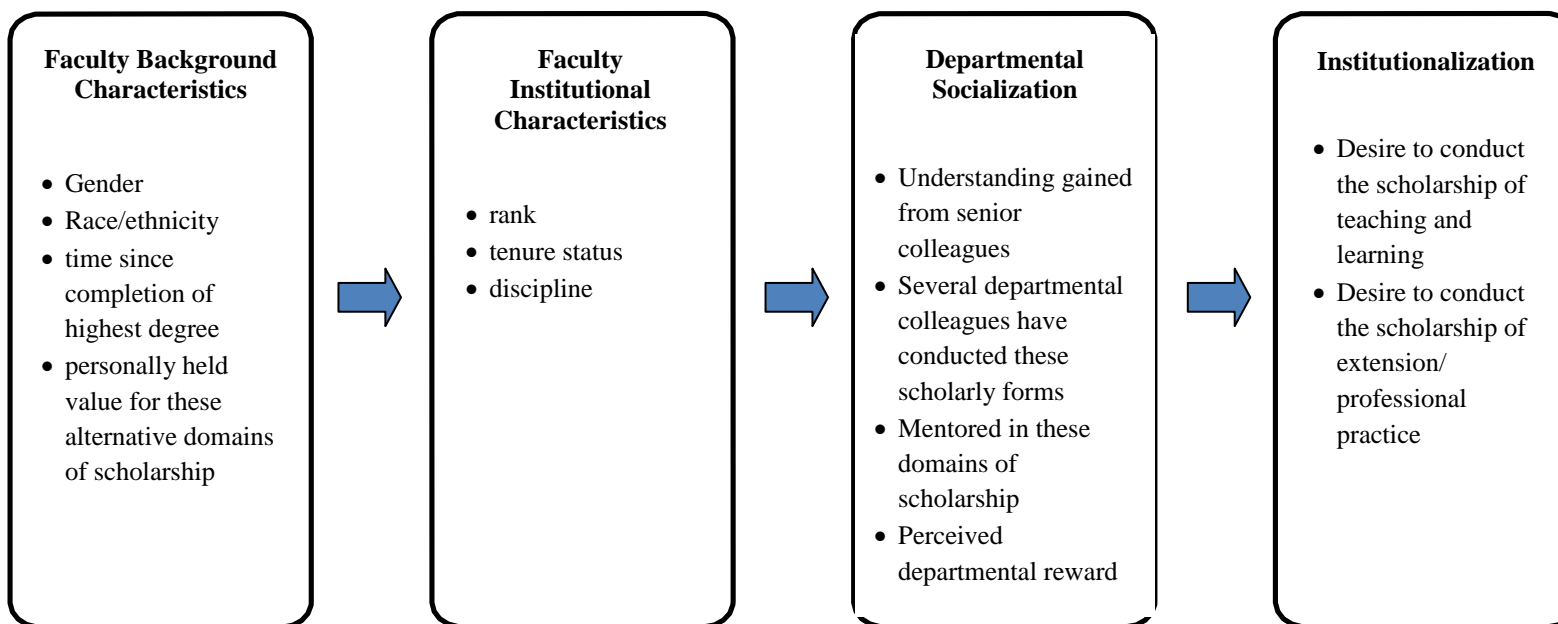 Faculty Background
Characteristics
• Gender
• Race/ethnicity
• time since
completion of
highest degree
• personally held
value for these
alternative domains
of scholarship
Faculty
Institutional
Characteristics
• rank
• tenure status
• discipline
Departmental
Socialization
• Understanding gained
from senior
colleagues
• Several departmental
colleagues have
conducted these
scholarly forms
• Mentored in these
domains of
scholarship
• Perceived
departmental reward
Institutionalization
• Desire to conduct
the scholarship of
teaching and
learning
• Desire to conduct
the scholarship of
extension/
professional
practice